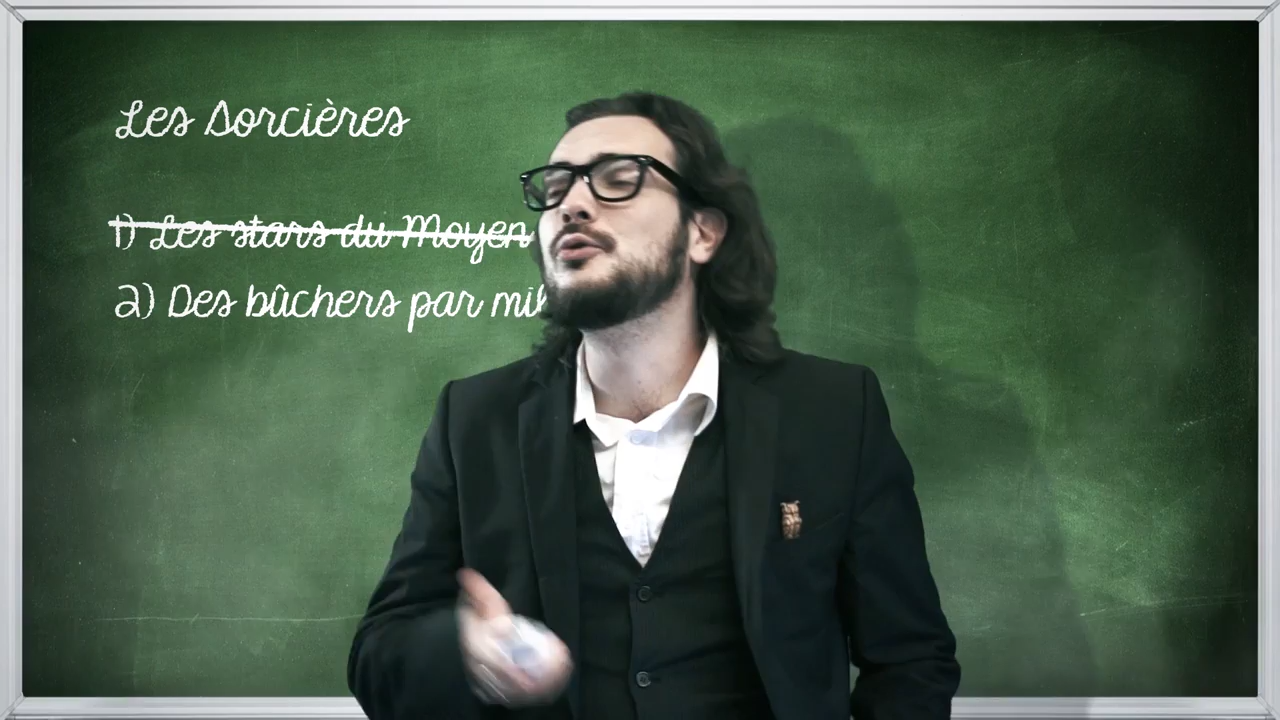 Les Sorcières
1) Les stars du Moyen
2) Des bûchers par